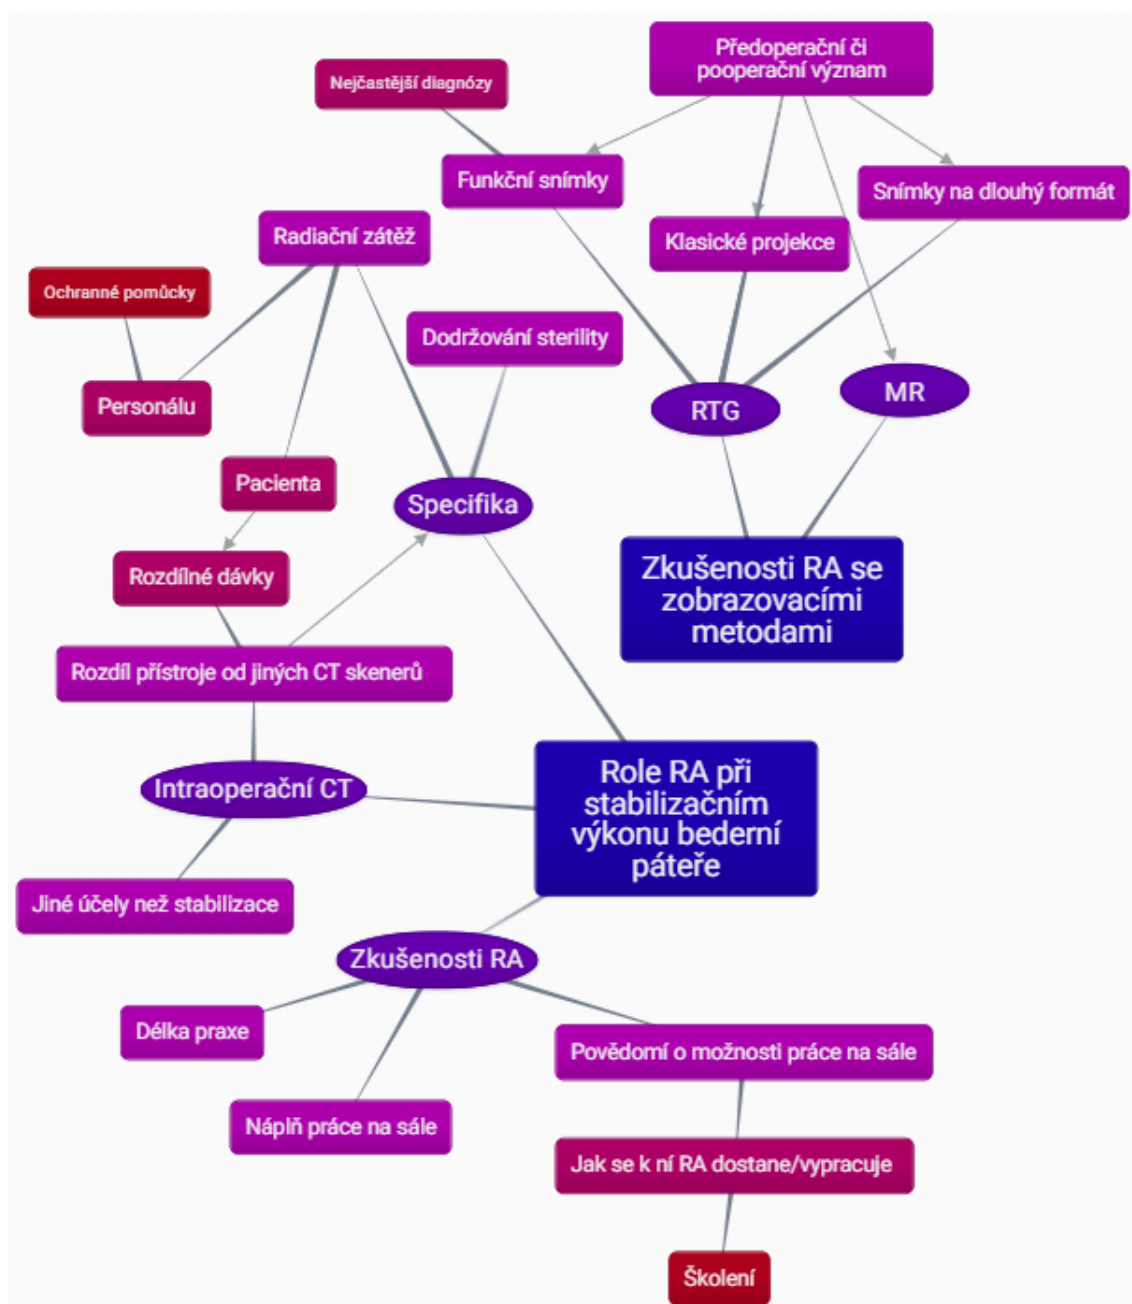 Předoperační či
pooperační význam
Nejčastější diagnózy
Funkční snímky
Snímky na dlouhý formát
Radiační zátěž
Klasické projekce
Ochranné pomůcky
Dodržování sterility
Personálu
RTG
MR
Pacienta
Specifika
Rozdílné dávky
Zkušenosti RA se
zobrazovacími
metodami
Rozdíl přístroje od jiných CT skenerů
Intraoperační CT
Role RA při
stabilizačním
výkonu bederní
páteře
Jiné účely než stabilizace
Zkušenosti RA
Délka praxe
Povědomí o možnosti práce na sále
Náplň práce na sále
Jak se k ní RA dostane/vypracuje
Školení